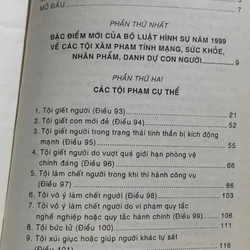 MỞ ĐẦU
7
PHẦN THỨ NHẤT
ĐẶC ĐIỂM MỚI CỦA BỘ LUẬT HÌNH SỰ NĂM 1999
VỀ CÁC TỘI XÂM PHẠM TÍNH MẠNG, SỨC KHỎE,
NHÂN PHẨM, DANH DỰ CON NGƯỜI
9
PHẦN THỨ HAI
CÁC TỘI PHẠM CỤ THỂ
1. Tội giết người (Điều 93) 21
2. Tội giết con mới đẻ (Điều 94)
3. Tội giết người trong trạng thái tinh thần bị kích động
mạnh (Điều 95)
4. Tội giết người do vượt quá giới hạn phòng vệ
chính đáng (Điều 96)
5. Tội làm chết người trong khi thi hành công vụ
(Điều 97)
6. Tội vô ý làm chết người (Điều 98)
7. Tội vô ý làm chết người do vi phạm quy tắc
nghề nghiệp hoặc quy tắc hành chính (Điều 99)
8. Tội bức tử (Điều 100)
9. Tội xúi giục hoặc giúp người khác tự sát